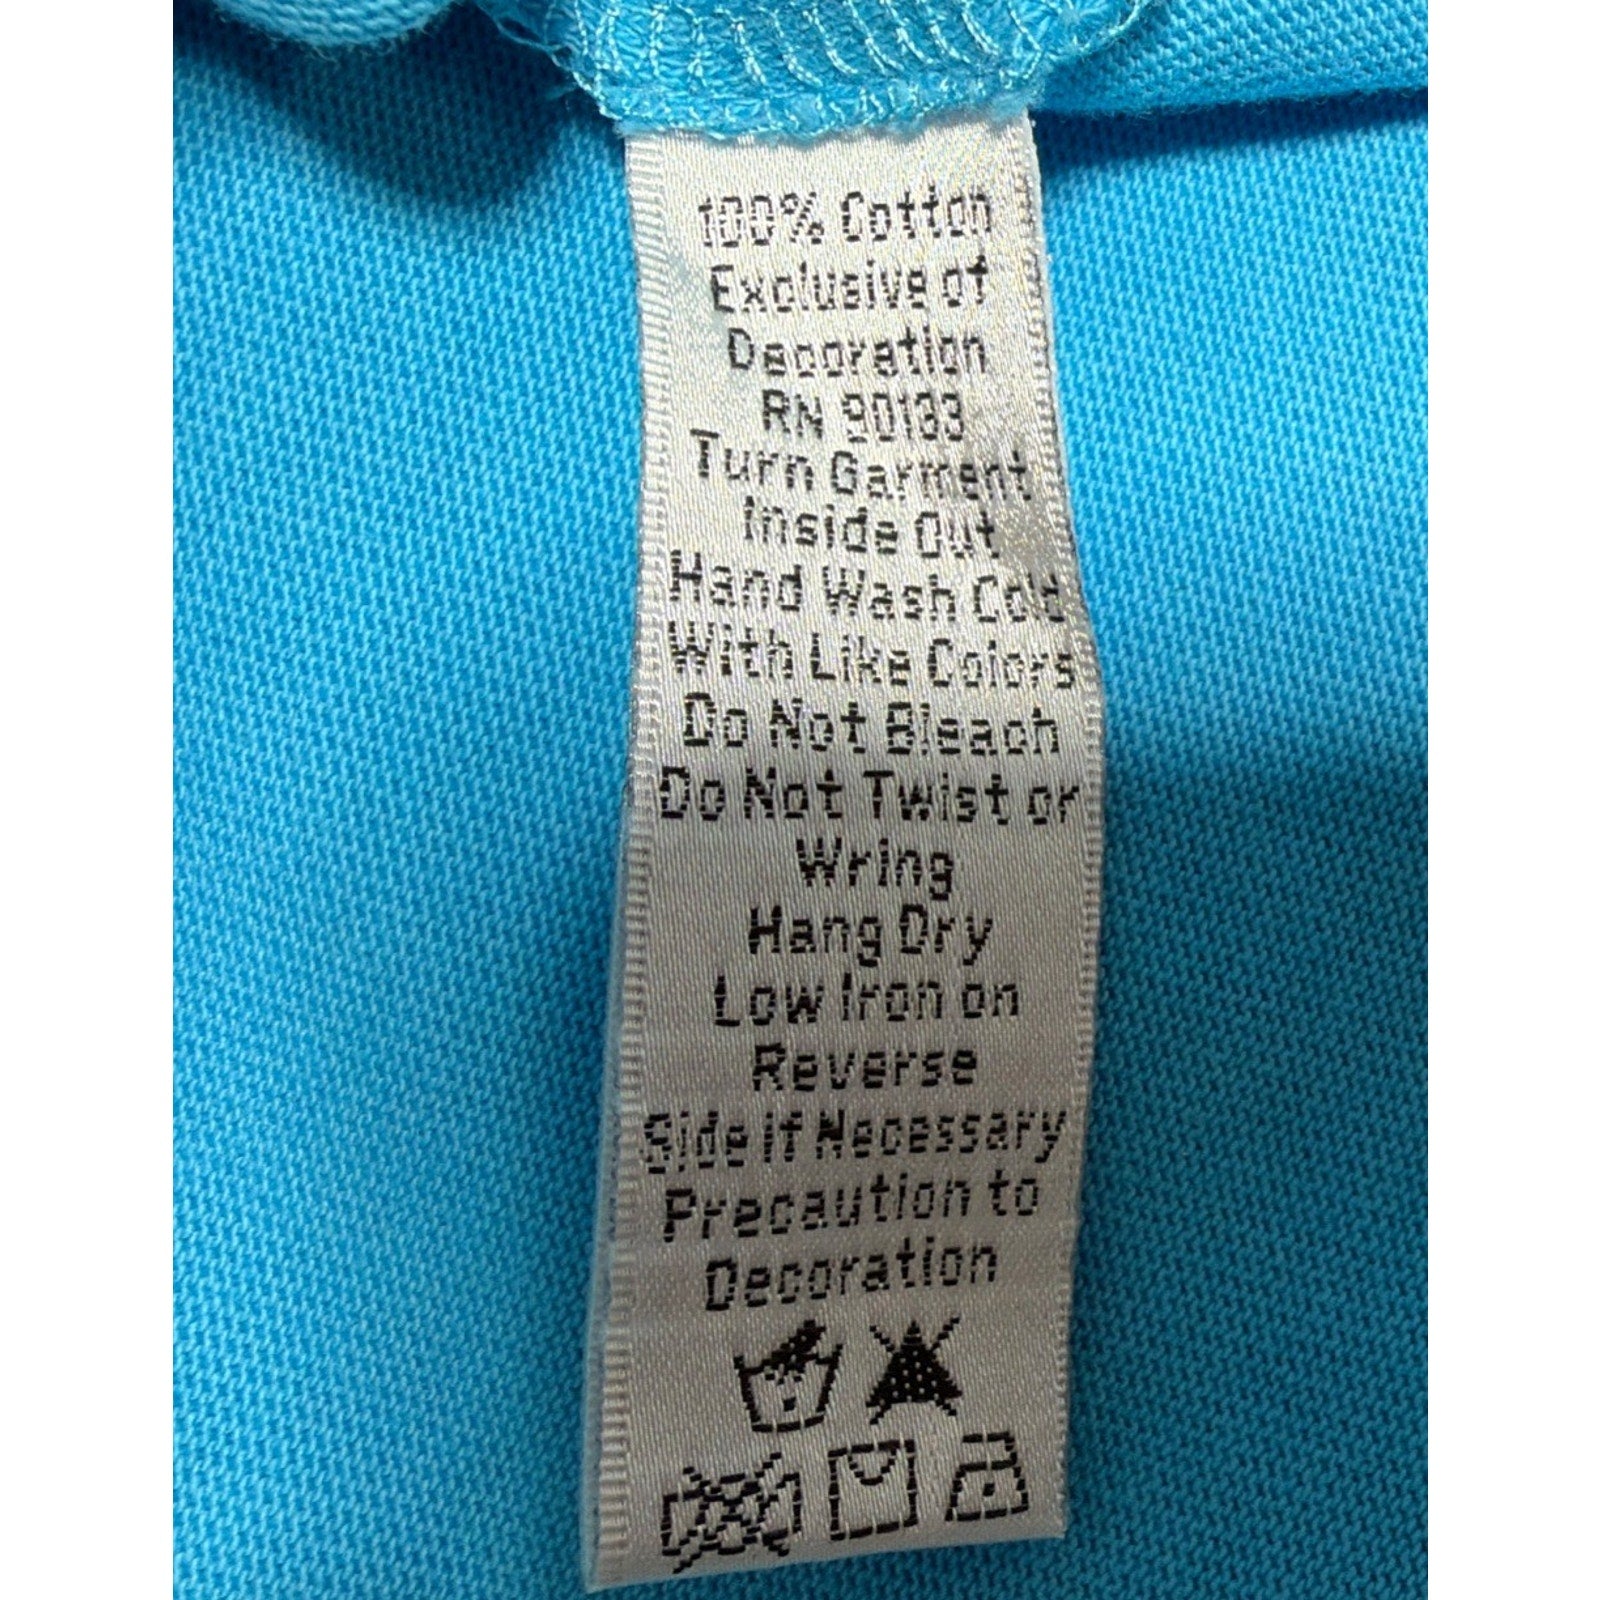 100% Cotton
Exclusive of
Decoration
RN 90133
Turn Garment
Inside Out
Hand Wash Cold
With Like Colors
Do Not Bleach
Do Not Twist or
Wring
Hang Dry
Low Iron on
Reverse
Side if Necessary
Precaution to
Decoration